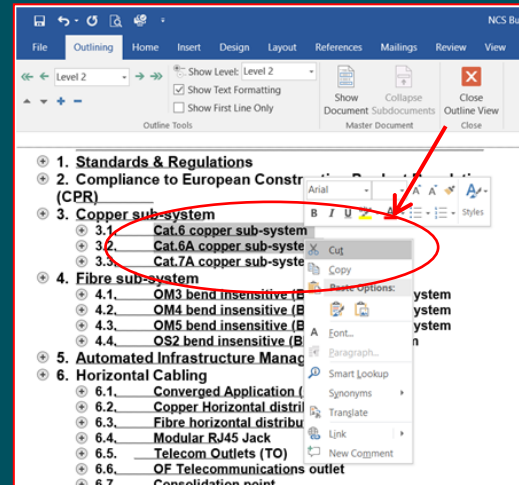 NCS Bu
File Outlining Home Insert Design Layout References Mailings Review View
Level 2
Show Level: Level 2
Show Text Formatting
Show First Line Only
Outline Tools
Show Document
Collapse Subdocuments
Master Document
Close Outline View
Close
1. Standards & Regulations
2. Compliance to European Constr
(CPR)
3. Copper sub-system
3.1. Cat.6 copper sub-system
3.2. Cat.6A copper sub-syste
3.3. Cat.7A copper sub-syste
4. Fibre sub-system
4.1. OM3 bend insensitive (B ystem
4.2. OM4 bend insensitive (B ystem
4.3. OM5 bend insensitive (B ystem
4.4. OS2 bend insensitive (B
5. Automated Infrastructure Manag
6. Horizontal Cabling
6.1. Converged Application (
6.2. Copper Horizontal distri
6.3. Fibre horizontal distribu
6.4. Modular RJ45 Jack
6.5. Telecom Outlets (TO)
6.6. OF Telecommunications outlet
6.7. Consolidation point
Arial
B I U A
Styles
Cut
Copy
Paste Options:
A Font...
Paragraph...
Smart Lookup
Synonyms
Translate
Link
New Comment